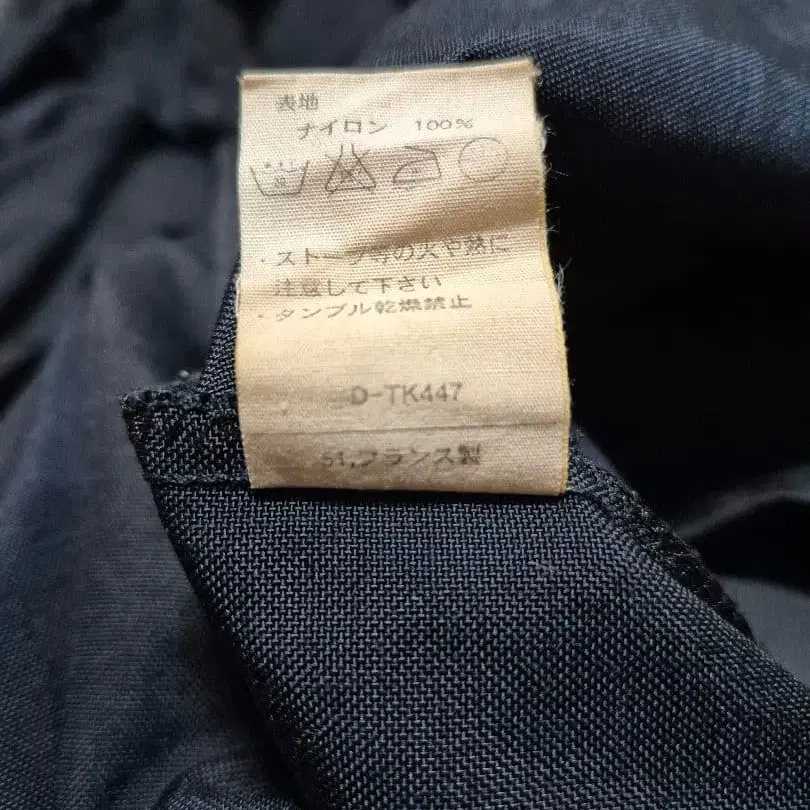 表地
ナイロン 100%
・ストーブ等の火や熱に
注意して下さい
・タンブル乾燥禁止
D-TK447
51,フランス製